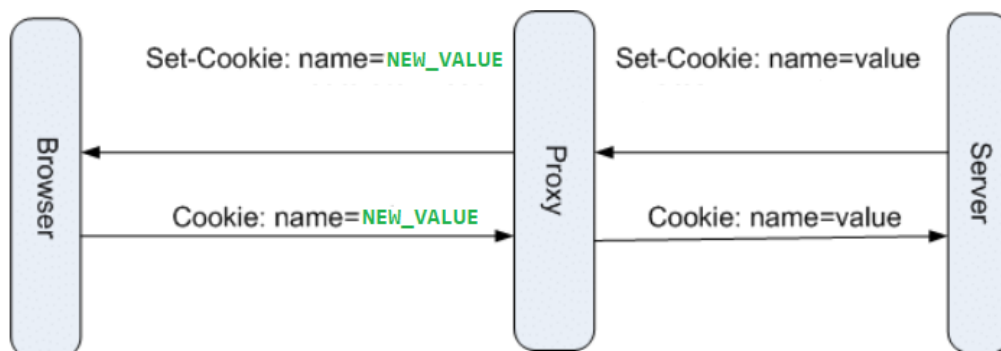 Set-Cookie: name=NEW_VALUE
Set-Cookie: name=value
Browser
Proxy
Server
Cookie: name=NEW_VALUE
Cookie: name=value